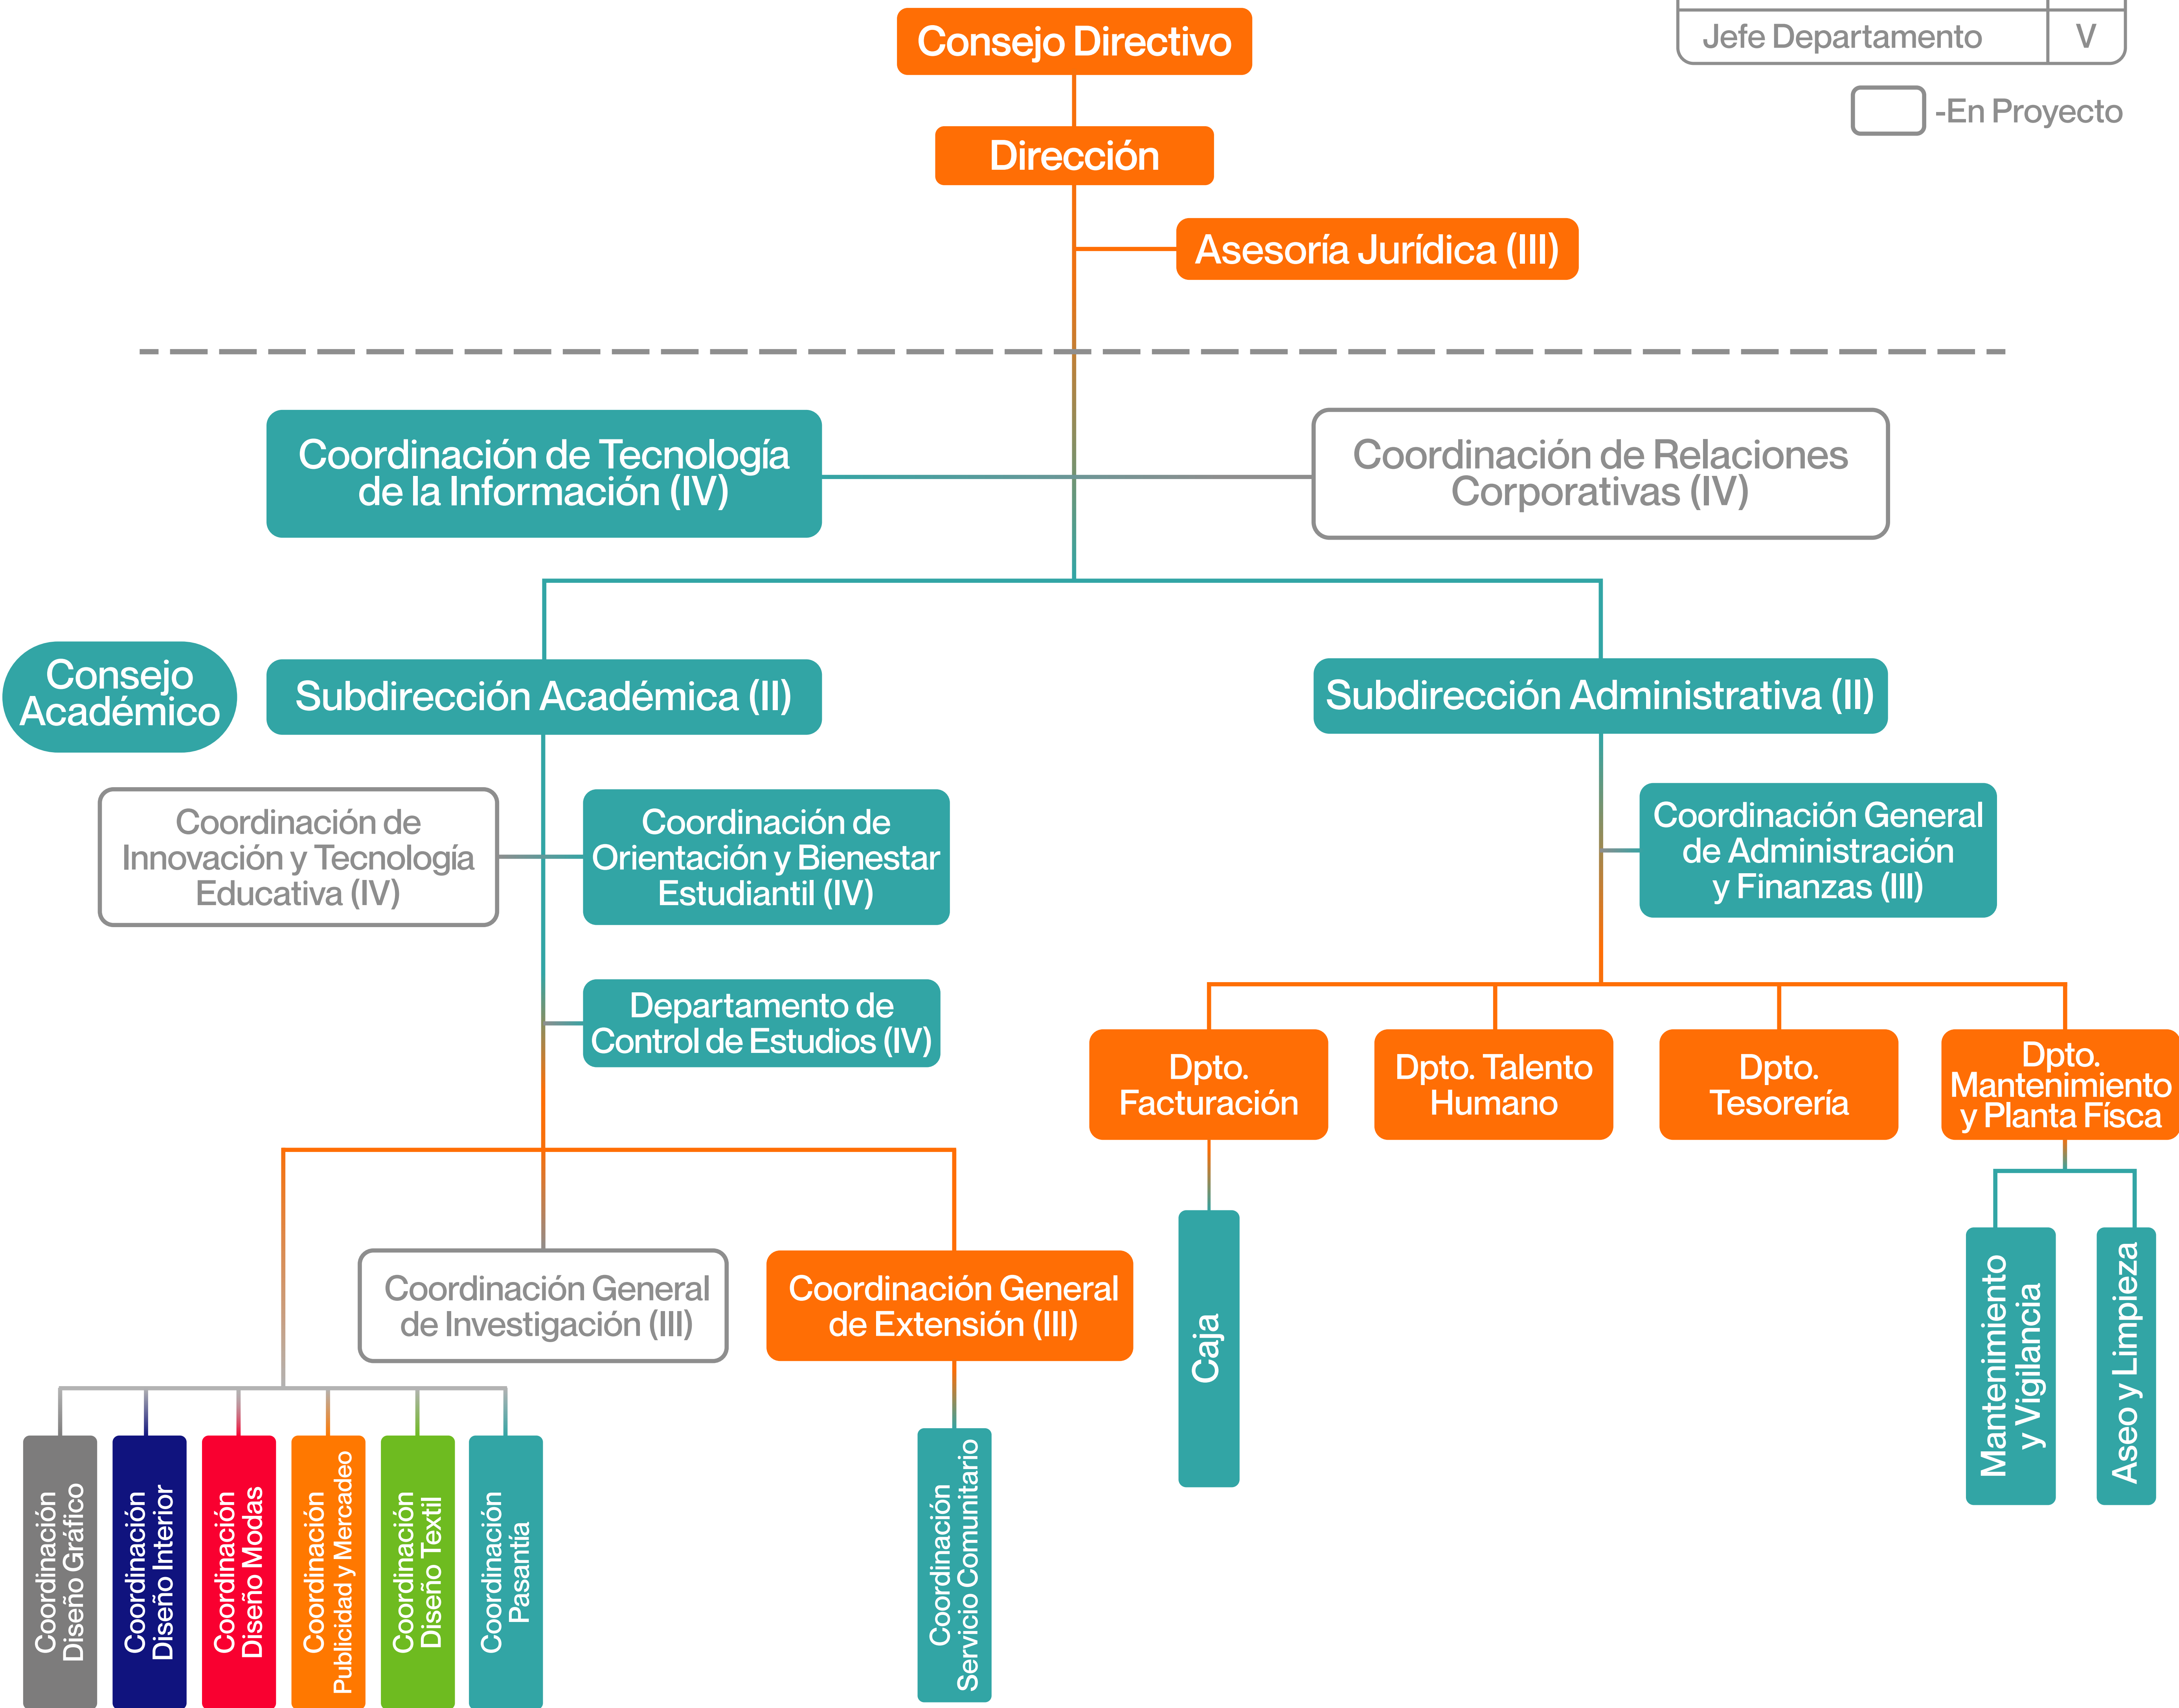 Consejo Directivo
Jefe Departamento V
-En Proyecto
Dirección
Asesoría Jurídica (III)
Coordinación de Tecnología
de la Información (IV)
Coordinación de Relaciones
Corporativas (IV)
Consejo
Académico
Subdirección Académica (II)
Subdirección Administrativa (II)
Coordinación de
Innovación y Tecnología
Educativa (IV)
Coordinación de
Orientación y Bienestar
Estudiantil (IV)
Coordinación General
de Administración
y Finanzas (III)
Departamento de
Control de Estudios (IV)
Dpto.
Facturación
Dpto. Talento
Humano
Dpto.
Tesorería
Dpto.
Mantenimiento
y Planta Físca
Coordinación General
de Investigación (III)
Coordinación General
de Extensión (III)
Caja
Mantenimiento
y Vigilancia
Aseo y Limpieza
Coordinación
Diseño Gráfico
Coordinación
Diseño Interior
Coordinación
Diseño Modas
Coordinación
Publicidad y Mercadeo
Coordinación
Diseño Textil
Coordinación
Pasantía
Coordinación
Servicio Comunitario